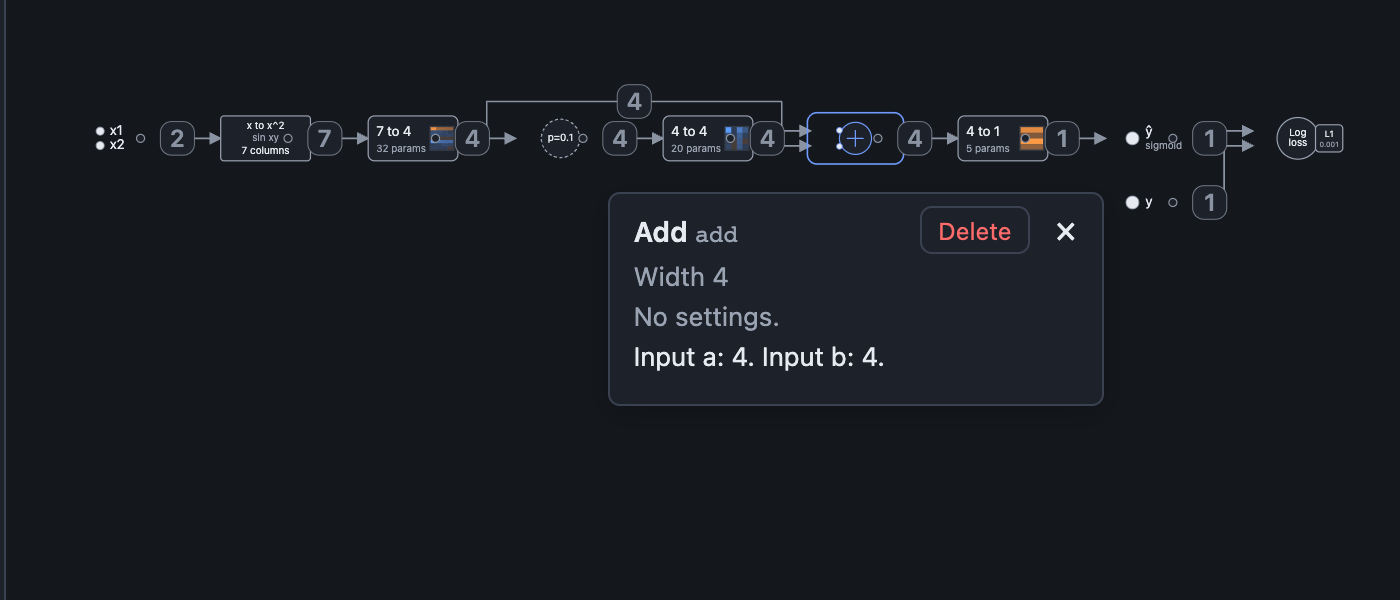 4
x1
x2
2
x to x^2
sin xy
7 columns
7
7 to 4
32 params
4
p=0.1
4
4 to 4
20 params
4
4
4 to 1
5 params
1
ŷ
sigmoid
1
Log
loss
L1
0.001
y
1
Add add
Delete
Width 4
No settings.
Input a: 4. Input b: 4.